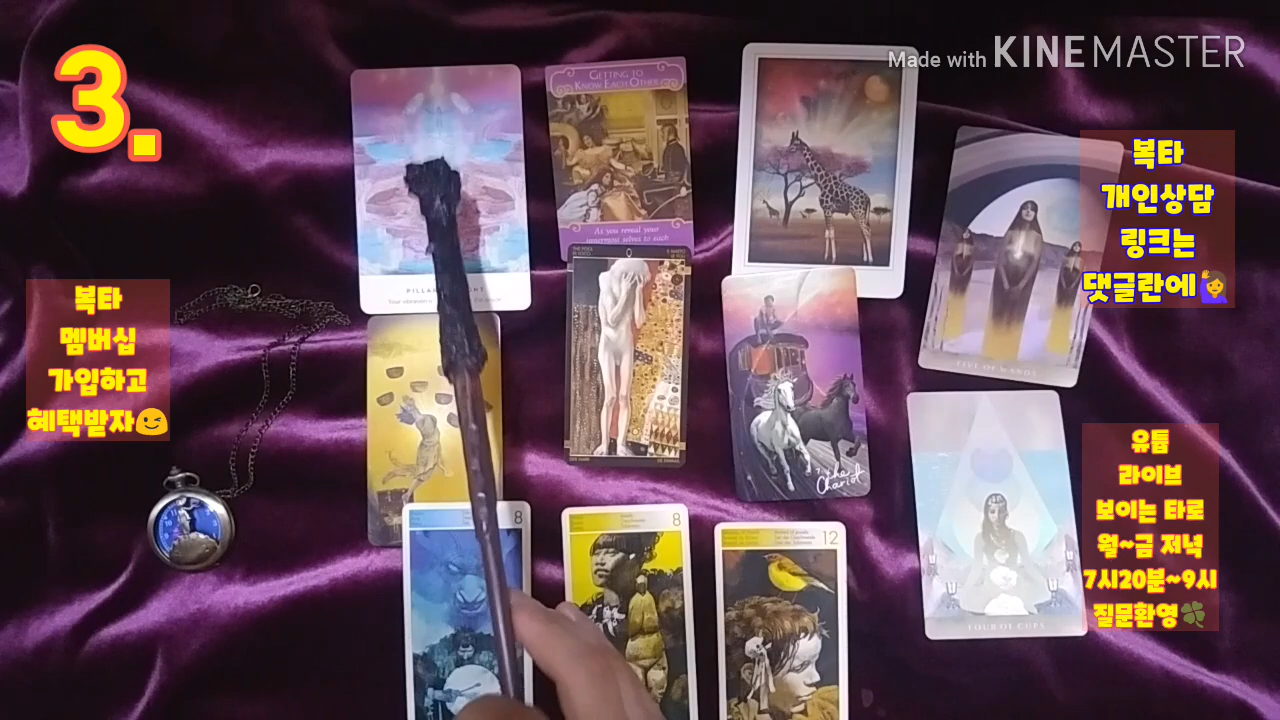 3.
Made with KINEMASTER
복타
개인상담
링크는
댓글란에🙋‍♀️
복타
멤버십
가입하고
혜택받자😉
유튭
라이브
보이는 타로
월~금 저녁
7시20분~9시
질문환영🍀
GETTING TO
KNOW EACH OTHER
As you reveal your
innermost selves to each
Your vibration is
FIVE OF WANDS
7. The
Chariot
FOUR OF CUPS
8
8
12